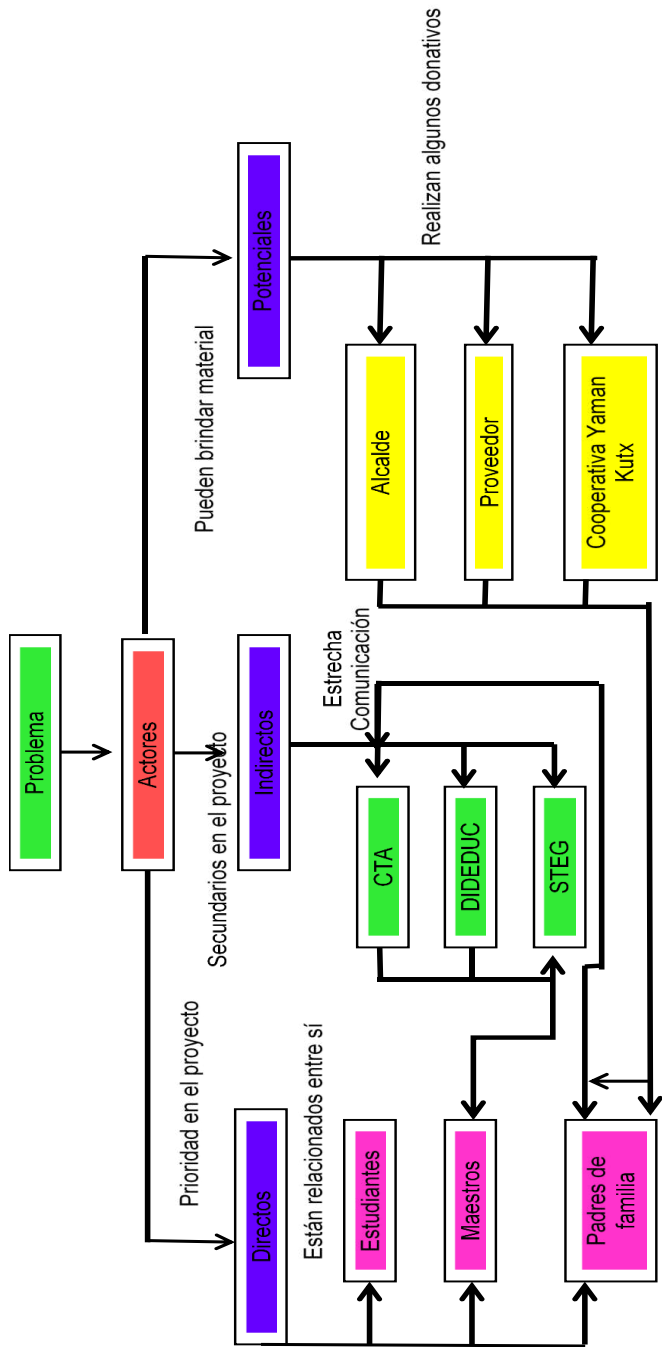 Problema
Actores
Prioridad en el proyecto
Secundarios en el proyecto
Pueden brindar material
Directos
Indirectos
Potenciales
Están relacionados entre sí
Estrecha
Comunicación
Realizan algunos donativos
Estudiantes
CTA
Alcalde
Maestros
DIDEDUC
Proveedor
Padres de
familia
STEG
Cooperativa Yaman
Kutx